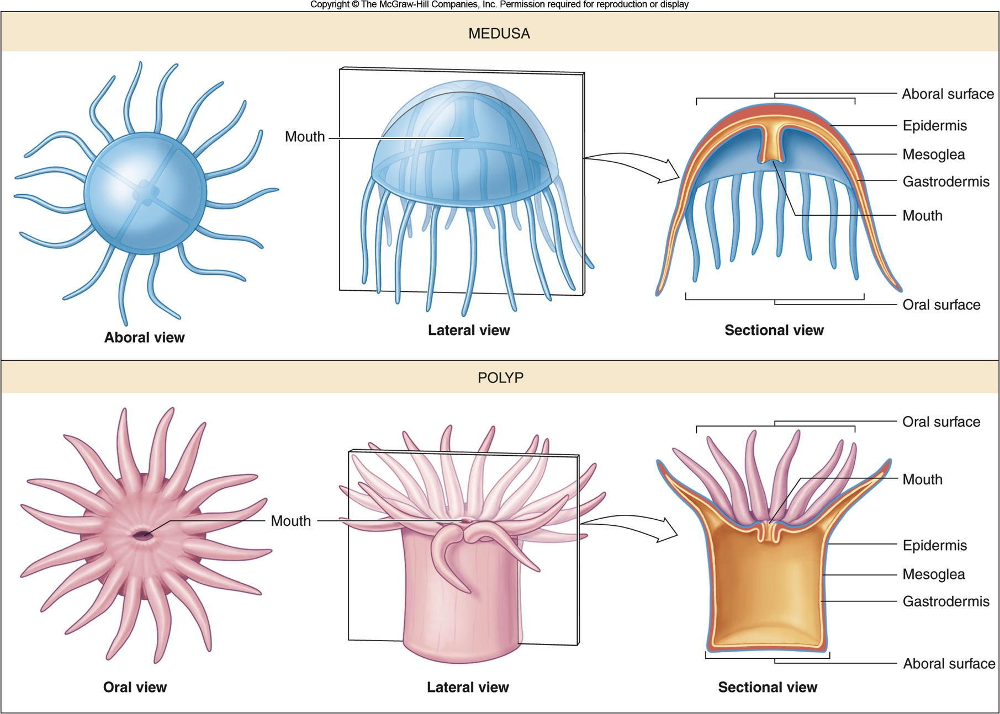 Copyright © The McGraw-Hill Companies, Inc. Permission required for reproduction or display
MEDUSA
Mouth
Aboral surface
Epidermis
Mesoglea
Gastrodermis
Mouth
Oral surface
Aboral view
Lateral view
Sectional view
POLYP
Mouth
Oral surface
Mouth
Epidermis
Mesoglea
Gastrodermis
Aboral surface
Oral view
Lateral view
Sectional view